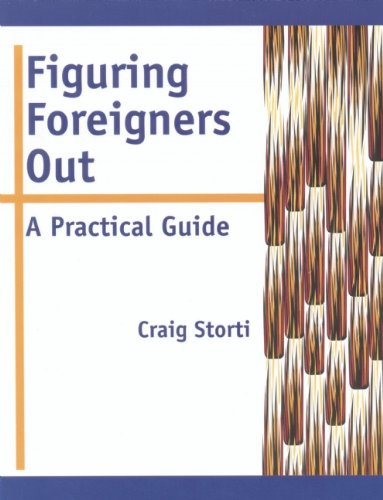 Figuring
Foreigners
Out
A Practical Guide
Craig Storti